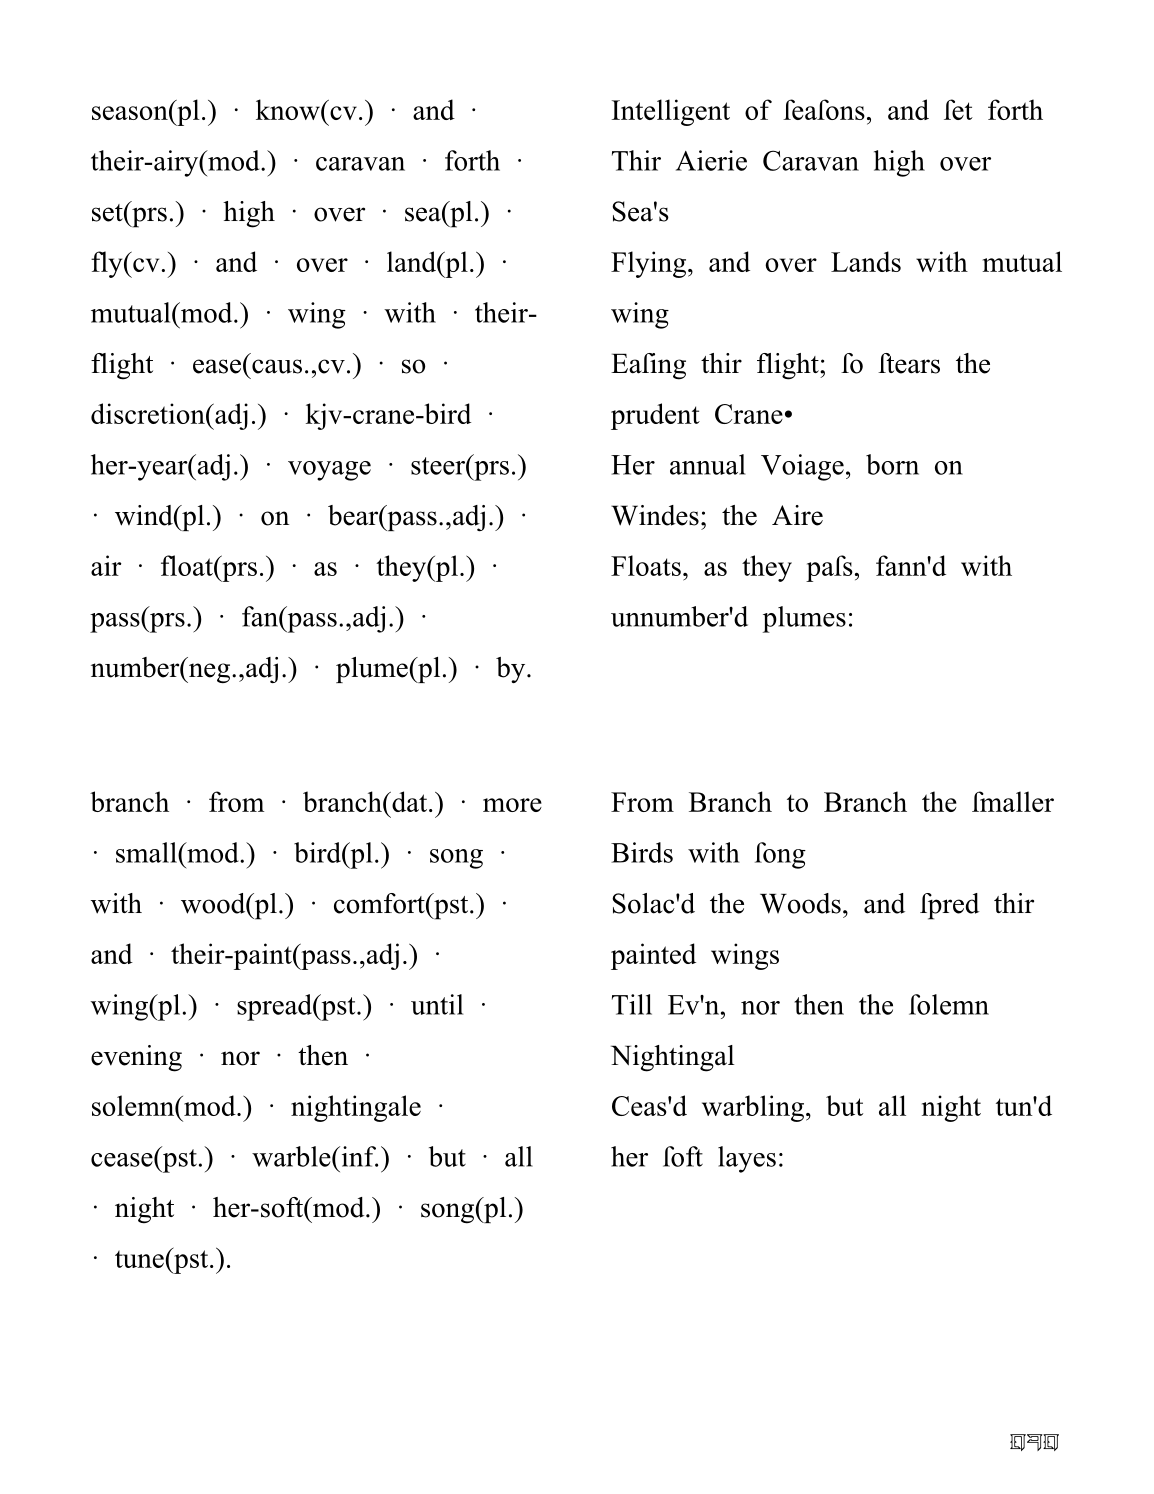 season(pl.) · know(cv.) · and ·
their-airy(mod.) · caravan · forth ·
set(prs.) · high · over · sea(pl.) ·
fly(cv.) · and · over · land(pl.) ·
mutual(mod.) · wing · with · their-
flight · ease(caus.,cv.) · so ·
discretion(adj.) · kjv-crane-bird ·
her-year(adj.) · voyage · steer(prs.)
· wind(pl.) · on · bear(pass.,adj.) ·
air · float(prs.) · as · they(pl.) ·
pass(prs.) · fan(pass.,adj.) ·
number(neg.,adj.) · plume(pl.) · by.
Intelligent of ſeaſons, and ſet forth
Thir Aierie Caravan high over
Sea's
Flying, and over Lands with mutual
wing
Eaſing thir flight; ſo ſtears the
prudent Crane•
Her annual Voiage, born on
Windes; the Aire
Floats, as they paſs, fann'd with
unnumber'd plumes:
branch · from · branch(dat.) · more
· small(mod.) · bird(pl.) · song ·
with · wood(pl.) · comfort(pst.) ·
and · their-paint(pass.,adj.) ·
wing(pl.) · spread(pst.) · until ·
evening · nor · then ·
solemn(mod.) · nightingale ·
cease(pst.) · warble(inf.) · but · all
· night · her-soft(mod.) · song(pl.)
· tune(pst.).
From Branch to Branch the ſmaller
Birds with ſong
Solac'd the Woods, and ſpred thir
painted wings
Till Ev'n, nor then the ſolemn
Nightingal
Ceas'd warbling, but all night tun'd
her ſoft layes: